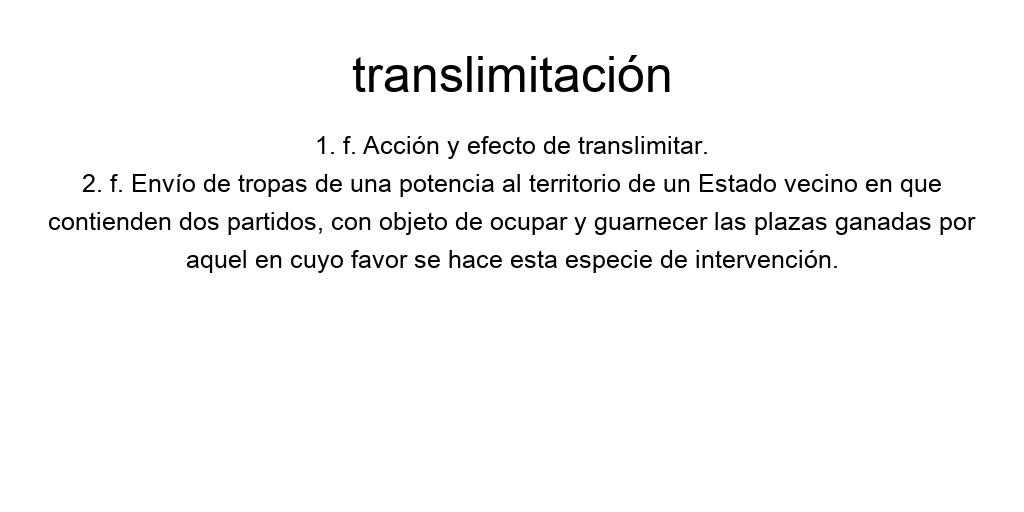 translimitación
1. f. Acción y efecto de translimitar.
2. f. Envío de tropas de una potencia al territorio de un Estado vecino en que
contienden dos partidos, con objeto de ocupar y guarnecer las plazas ganadas por
aquel en cuyo favor se hace esta especie de intervención.